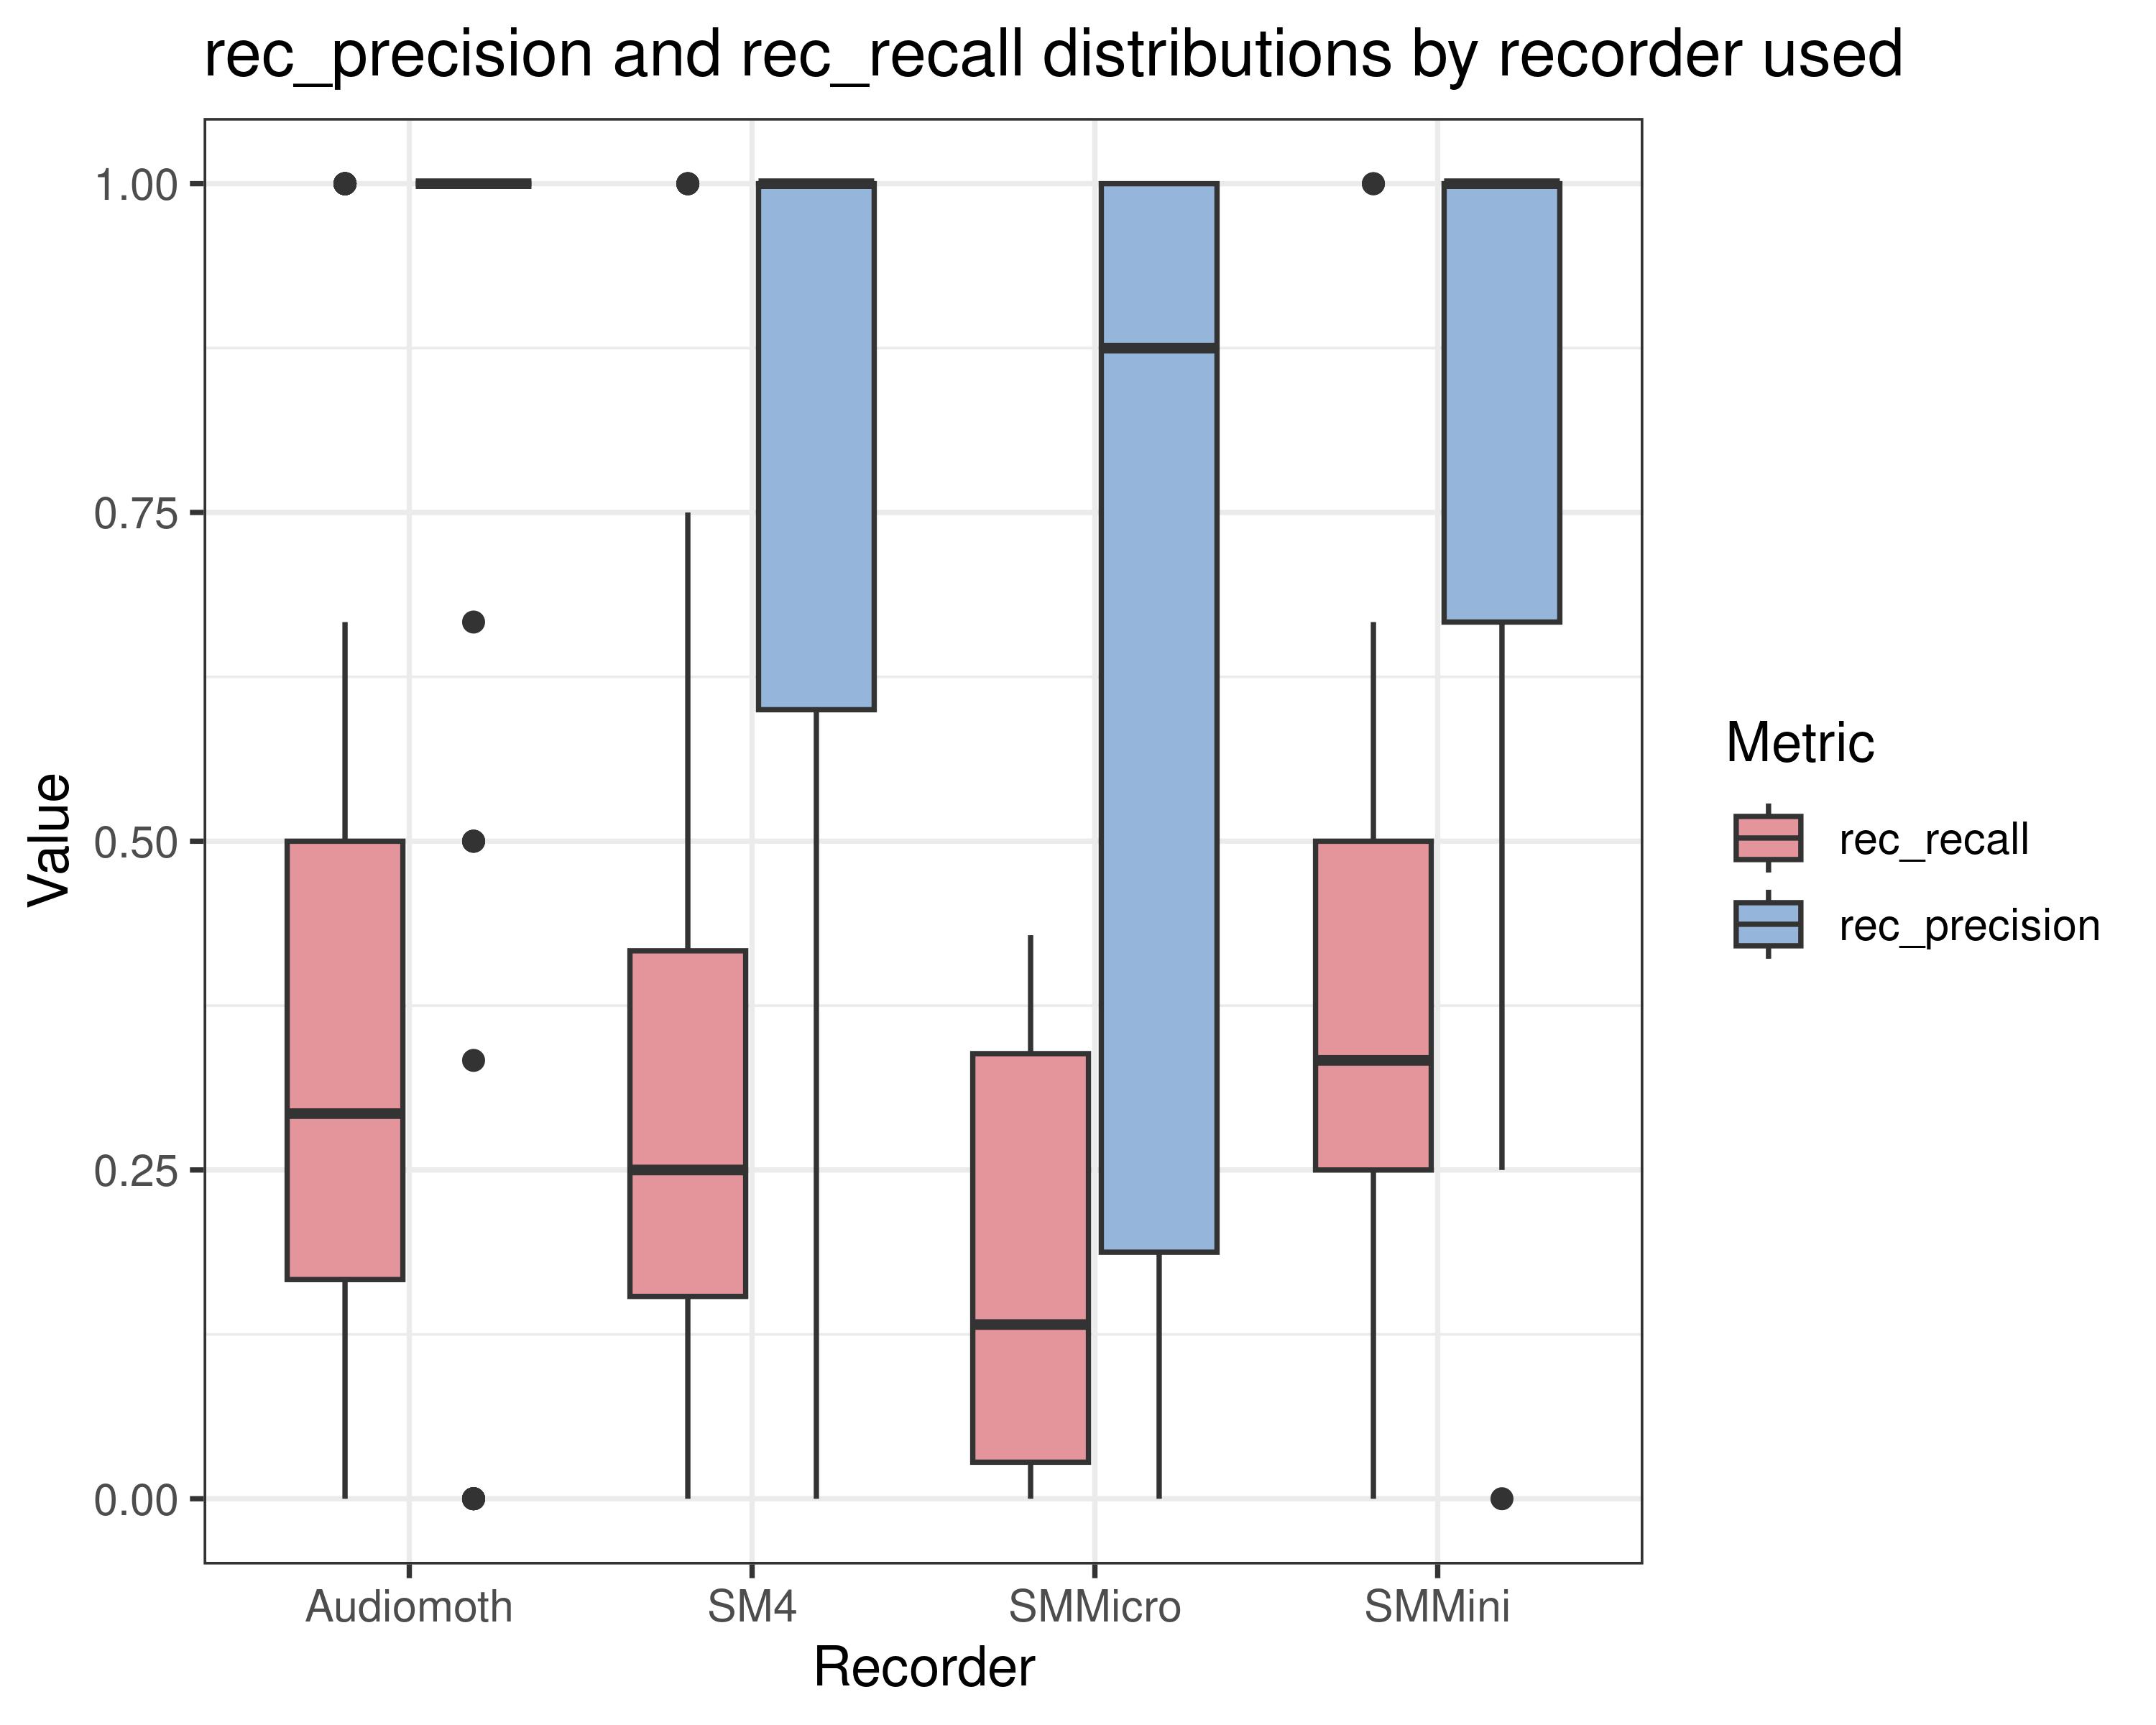 rec_precision and rec_recall distributions by recorder used
1.00
0.75
0.50
0.25
0.00
Value
Audiomoth
SM4
SMMicro
SMMini
Recorder
Metric
rec_recall
rec_precision